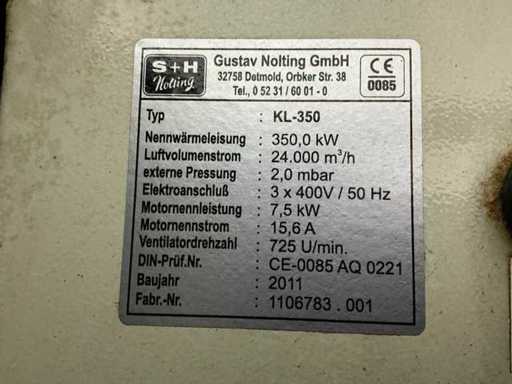 S+H
Nolting
Gustav Nolting GmbH
32758 Detmold, Orbker Str. 38
Tel., 0 52 31 / 60 01 - 0
CE
0085
Typ : KL-350
Nennwärmeleisung : 350,0 kW
Luftvolumenstrom : 24.000 m³/h
externe Pressung : 2,0 mbar
Elektroanschluß : 3 x 400V / 50 Hz
Motornennleistung : 7,5 kW
Motornennstrom : 15,6 A
Ventilatordrehzahl : 725 U/min.
DIN-Prüf.Nr. : CE-0085 AQ 0221
Baujahr : 2011
Fabr.-Nr. : 1106783 . 001